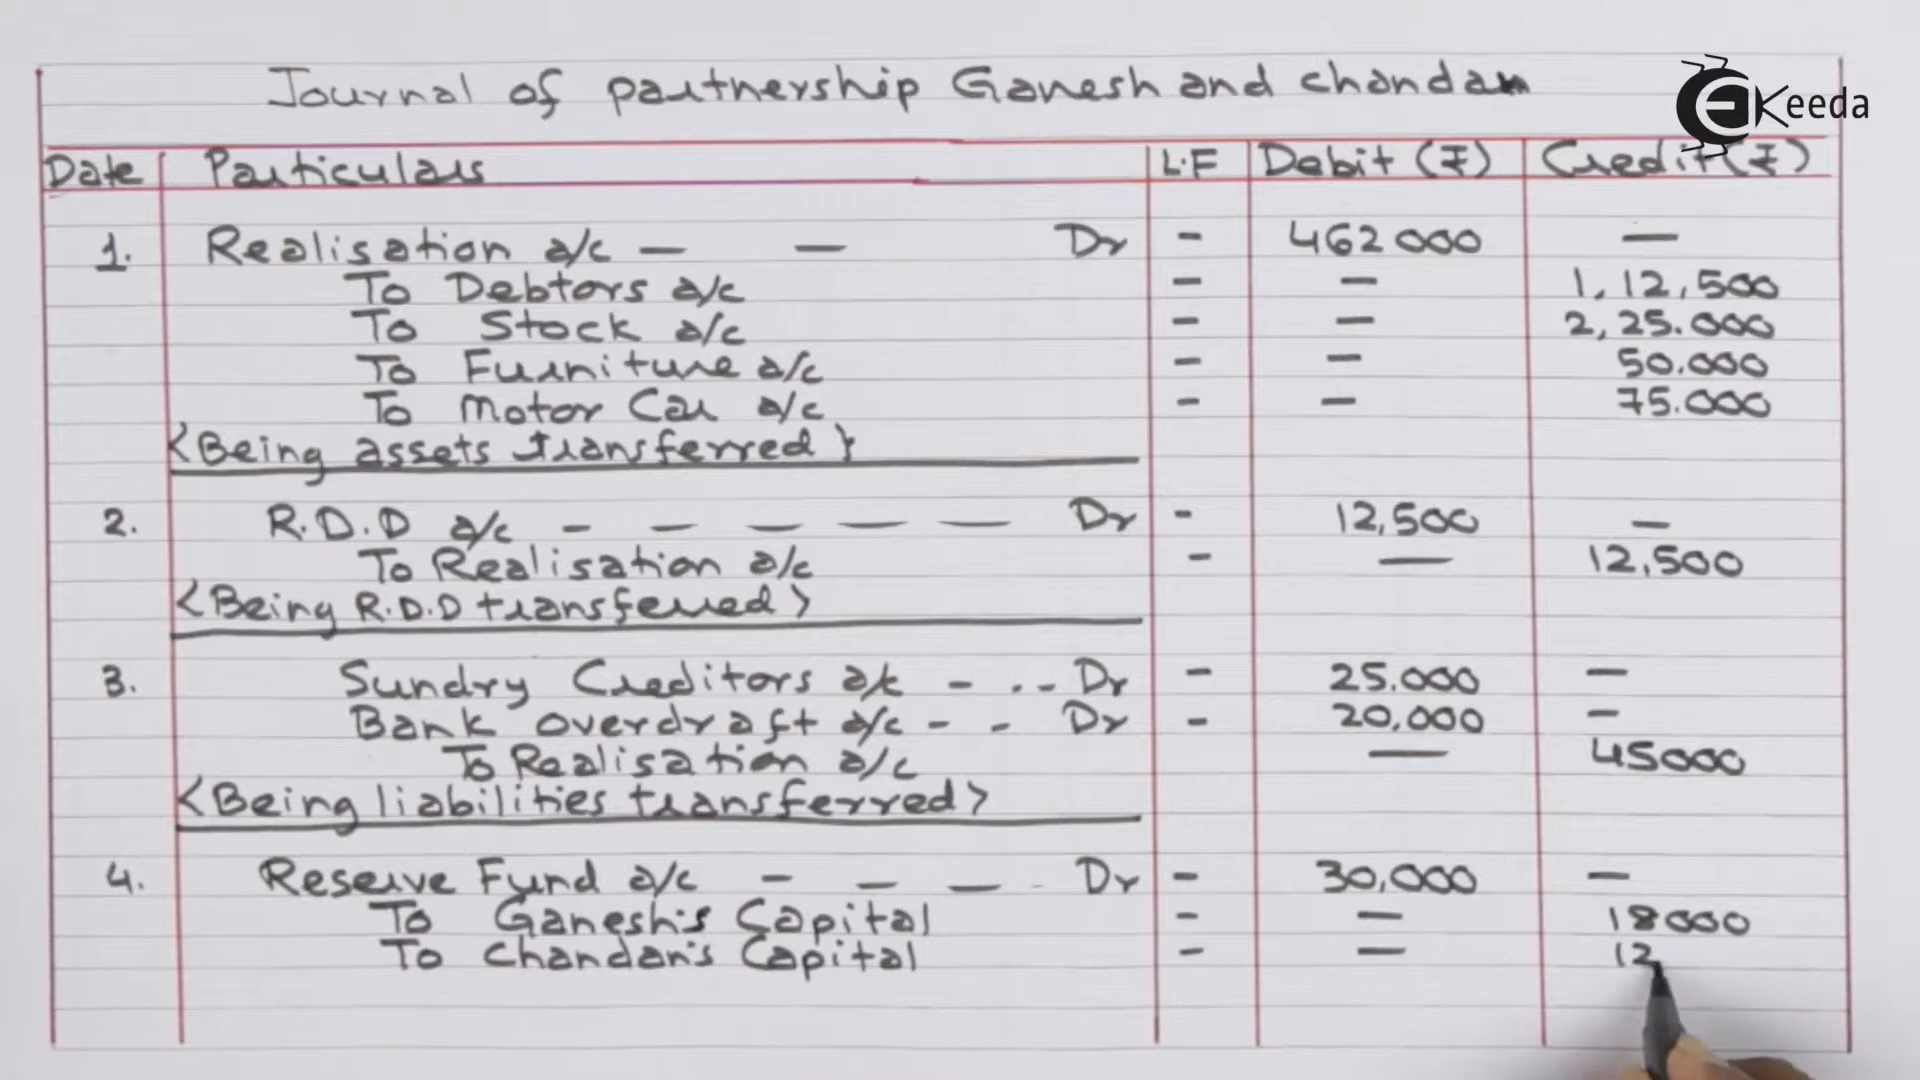 Journal of partnership Ganesh and chandan
EKeeda
Date Particulars L.F Debit (₹) Credit (₹)
1. Realisation a/c — — Dr - 462000 —
To Debtors a/c - — 1,12,500
To Stock a/c - — 2,25.000
To Furniture a/c - — 50.000
To Motor Car a/c - — 75.000
<Being assets transferred}
2. R.D.D a/c - — — — — Dr - 12,500 —
To Realisation a/c - — 12,500
<Being R.D.D transferred>
3. Sundry Creditors a/c - .. - Dr - 25.000 —
Bank overdraft a/c - - Dr - 20,000 —
To Realisation a/c — 45000
<Being liabilities transferred>
4. Reserve Fund a/c - — — - Dr - 30,000 —
To Ganesh's Capital - — 18000
To Chandan's Capital - — 12